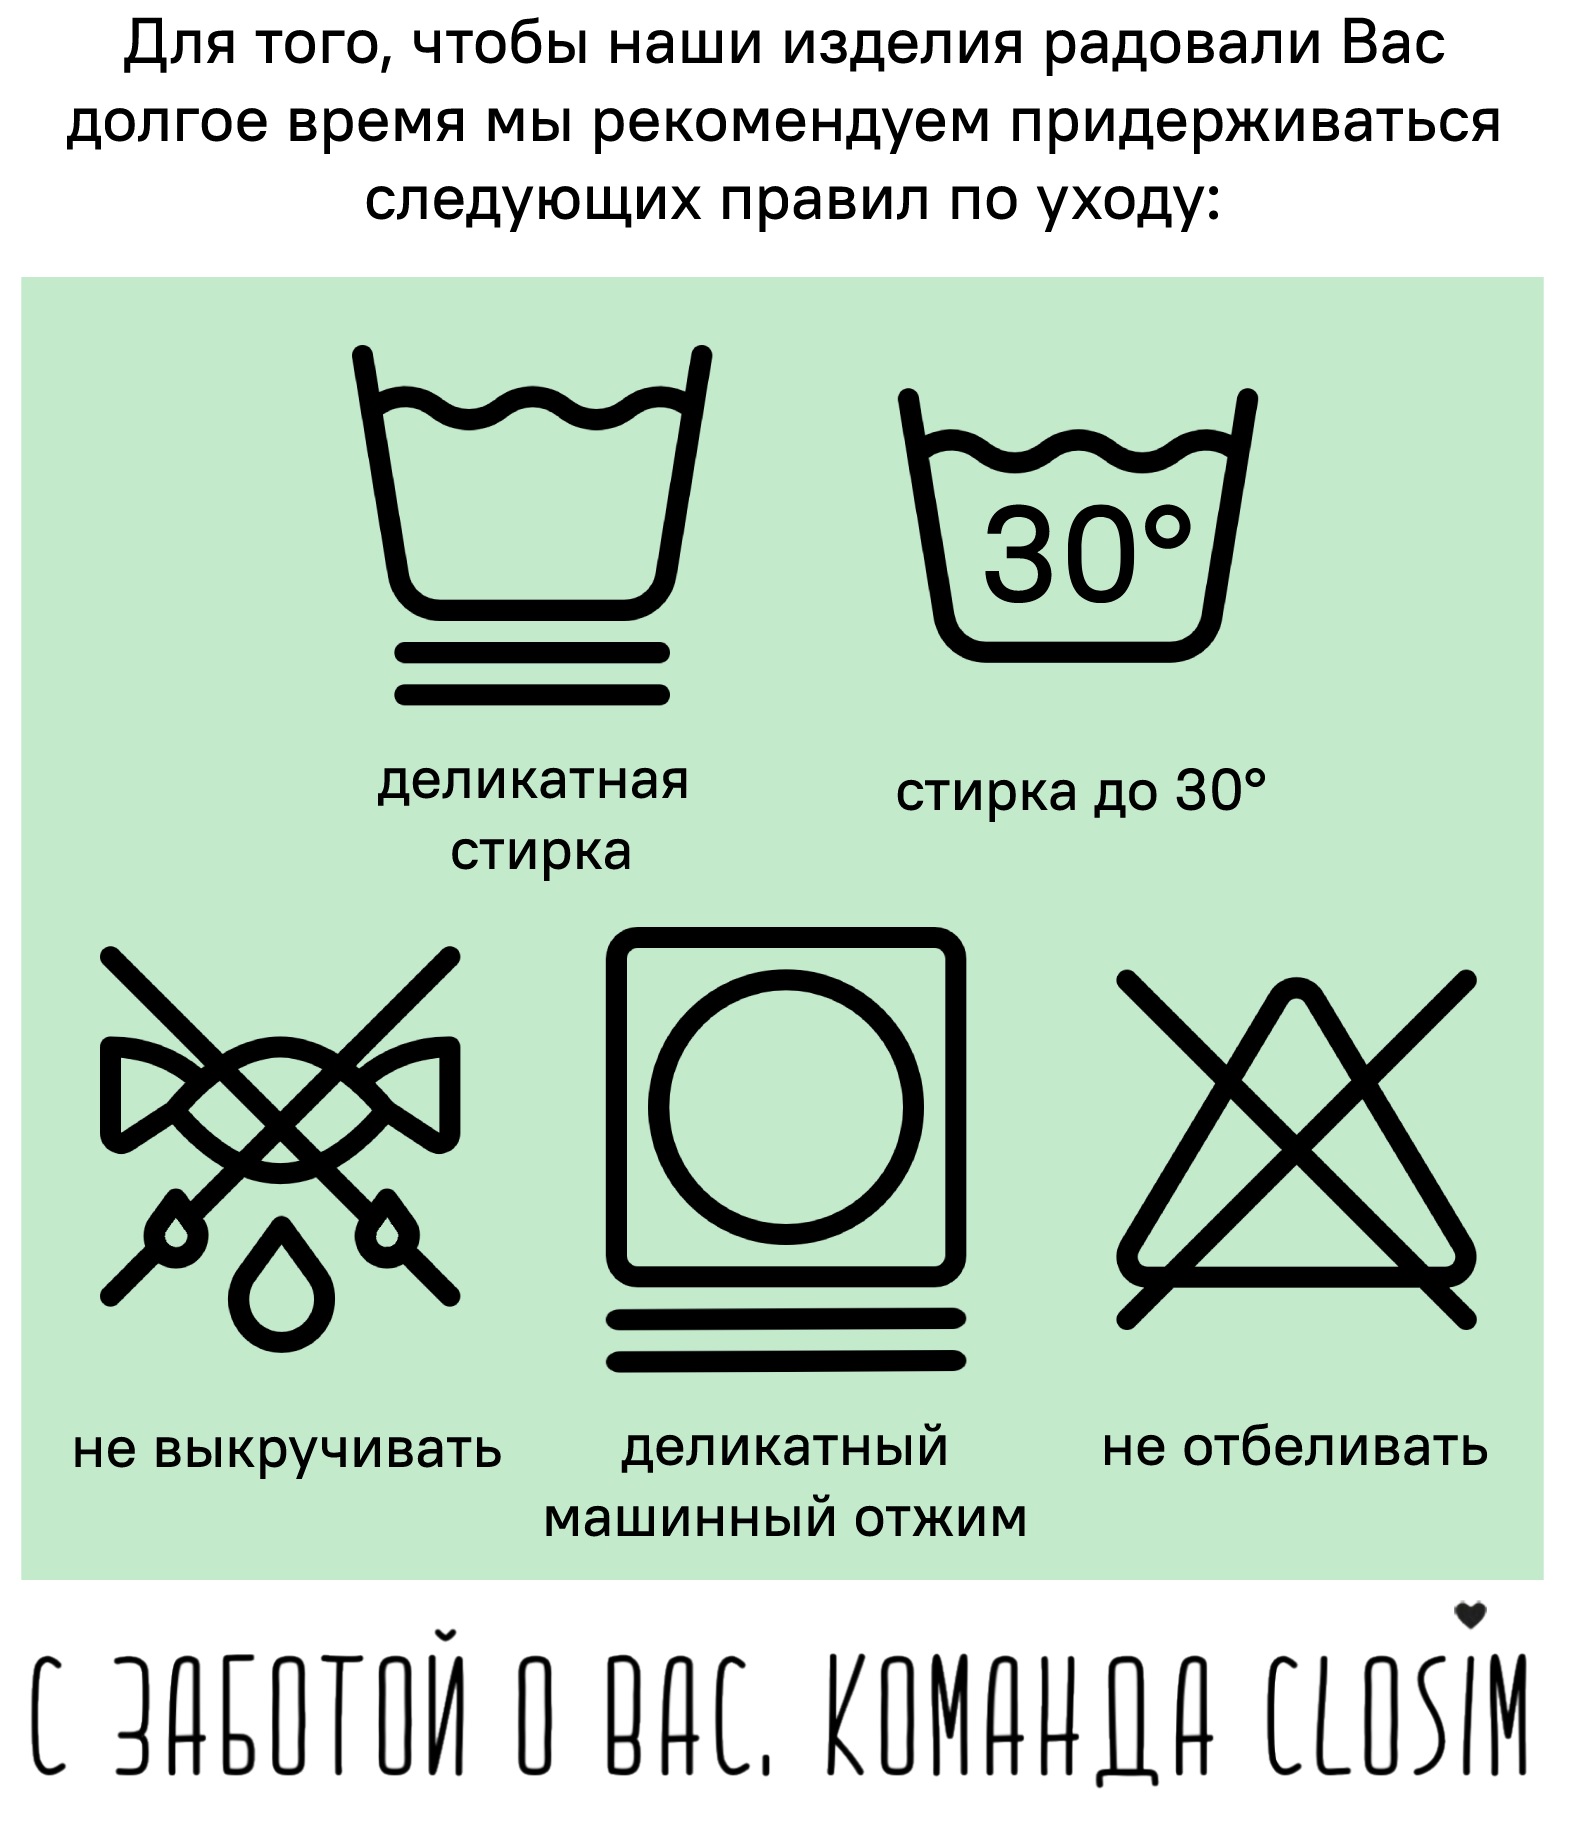 Для того, чтобы наши изделия радовали Вас
долгое время мы рекомендуем придерживаться
следующих правил по уходу:
30°
деликатная
стирка
стирка до 30°
не выкручивать
деликатный
машинный отжим
не отбеливать
С ЗАБОТОЙ О ВАС, КОМАНДА CLOSIM